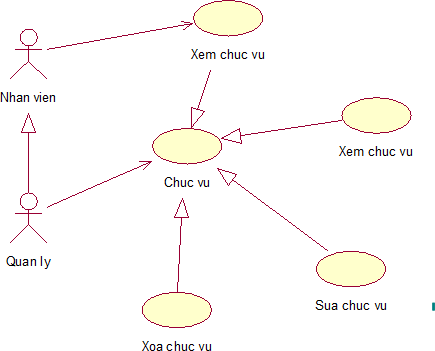 Xem chuc vu
Nhan vien
Xem chuc vu
Chuc vu
Quan ly
Sua chuc vu
Xoa chuc vu